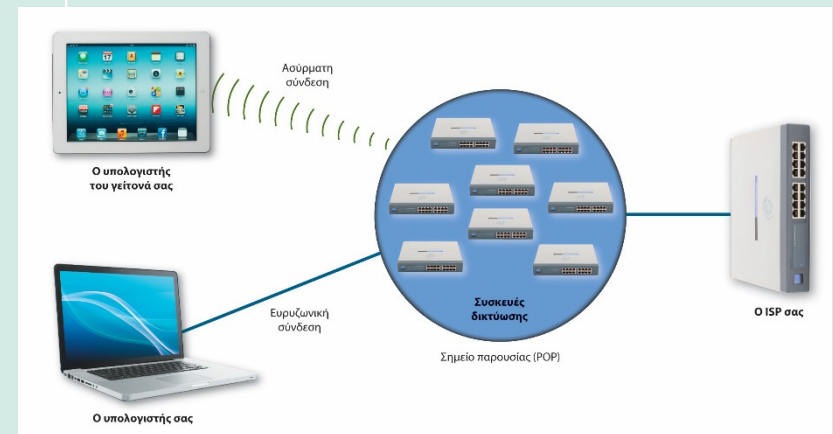 Ασύρματη
σύνδεση
Ο υπολογιστής
του γείτονά σας
Συσκευές
δικτύωσης
Ο ISP σας
Ευρυζωνική
σύνδεση
Σημείο παρουσίας (POP)
Ο υπολογιστής σας